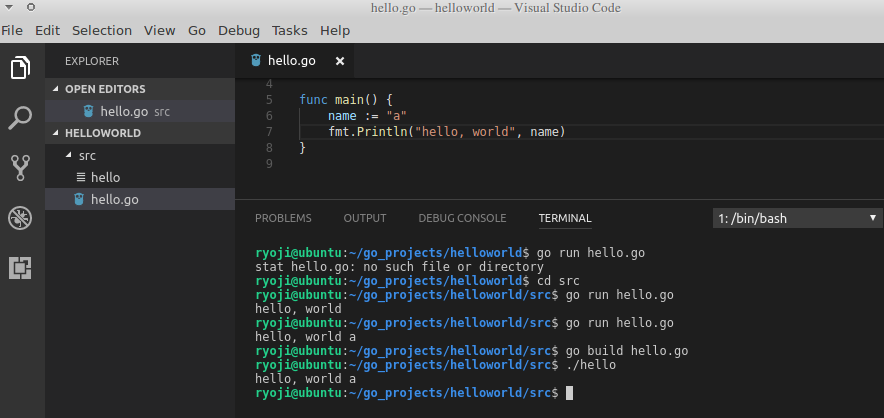 hello.go — helloworld — Visual Studio Code
File Edit Selection View Go Debug Tasks Help
EXPLORER
OPEN EDITORS
hello.go src
HELLOWORLD
src
hello
hello.go
hello.go ×
4
5 func main() {
6 name := "a"
7 fmt.Println("hello, world", name)
8 }
9
PROBLEMS OUTPUT DEBUG CONSOLE TERMINAL 1: /bin/bash
ryoji@ubuntu:~/go_projects/helloworld$ go run hello.go
stat hello.go: no such file or directory
ryoji@ubuntu:~/go_projects/helloworld$ cd src
ryoji@ubuntu:~/go_projects/helloworld/src$ go run hello.go
hello, world
ryoji@ubuntu:~/go_projects/helloworld/src$ go run hello.go
hello, world a
ryoji@ubuntu:~/go_projects/helloworld/src$ go build hello.go
ryoji@ubuntu:~/go_projects/helloworld/src$ ./hello
hello, world a
ryoji@ubuntu:~/go_projects/helloworld/src$